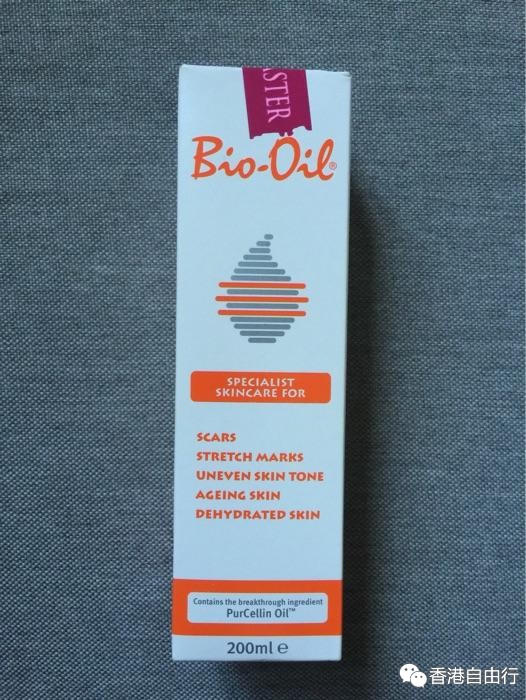 ASTER
Bio-Oil®
SPECIALIST
SKINCARE FOR
SCARS
STRETCH MARKS
UNEVEN SKIN TONE
AGEING SKIN
DEHYDRATED SKIN
Contains the breakthrough ingredient
PurCellin Oil™
200ml ℮
香港自由行